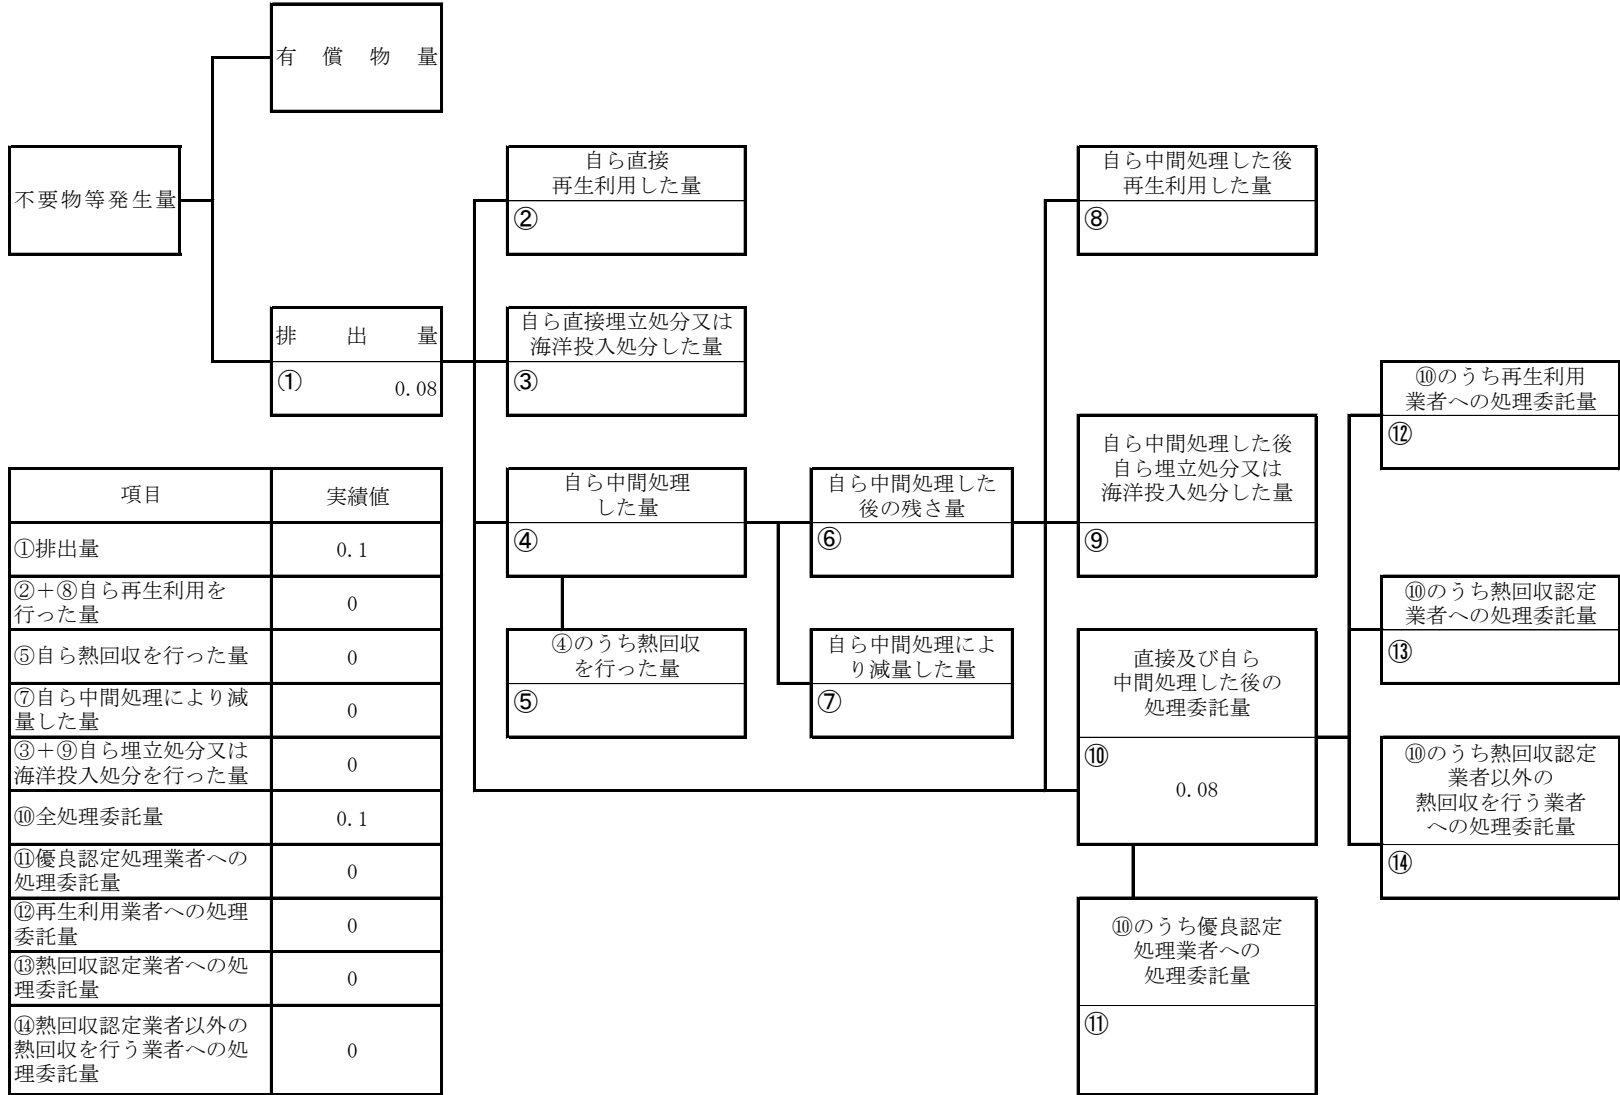 有償物量
不要物等発生量
排出量
①
0.08
自ら直接
再生利用した量
②
自ら直接埋立処分又は
海洋投入処分した量
③
自ら中間処理
した量
④
④のうち熱回収
を行った量
⑤
自ら中間処理した
後の残さ量
⑥
自ら中間処理によ
り減量した量
⑦
自ら中間処理した後
再生利用した量
⑧
自ら中間処理した後
自ら埋立処分又は
海洋投入処分した量
⑨
直接及び自ら
中間処理した後の
処理委託量
⑩
0.08
⑩のうち優良認定
処理業者への
処理委託量
⑪
⑩のうち再生利用
業者への処理委託量
⑫
⑩のうち熱回収認定
業者への処理委託量
⑬
⑩のうち熱回収認定
業者以外の
熱回収を行う業者
への処理委託量
⑭
項目 実績値
①排出量 0.1
②＋⑧自ら再生利用を
行った量 0
⑤自ら熱回収を行った量 0
⑦自ら中間処理により減
量した量 0
③＋⑨自ら埋立処分又は
海洋投入処分を行った量 0
⑩全処理委託量 0.1
⑪優良認定処理業者への
処理委託量 0
⑫再生利用業者への処理
委託量 0
⑬熱回収認定業者への処
理委託量 0
⑭熱回収認定業者以外の
熱回収を行う業者への処
理委託量 0